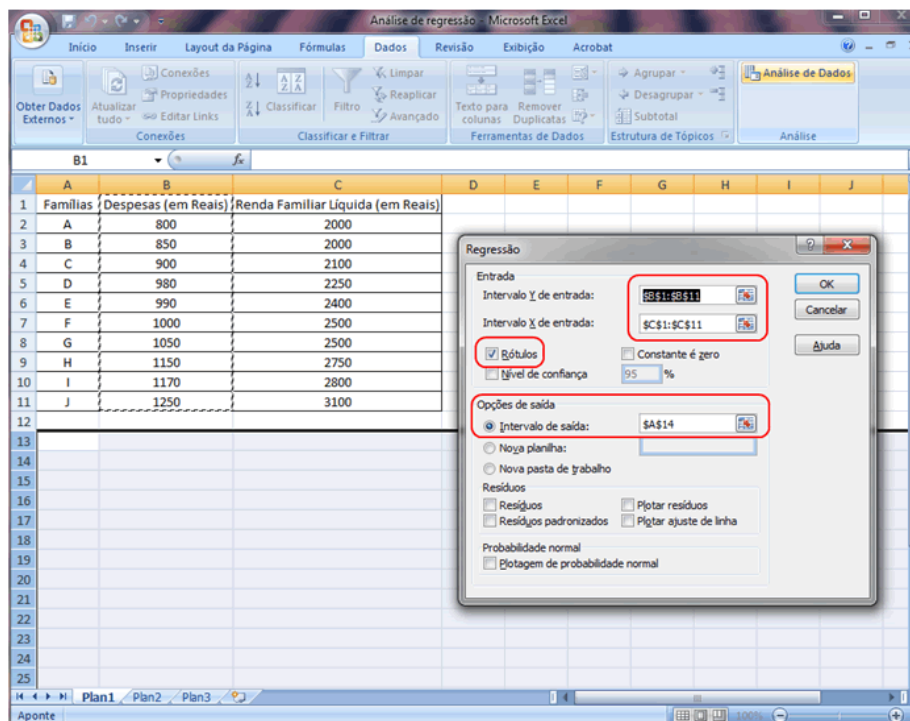 Análise de regressão - Microsoft Excel
Início Inserir Layout da Página Fórmulas Dados Revisão Exibição Acrobat
Obter Dados Externos
Atualizar tudo
Conexões
Propriedades
Editar Links
Conexões
Classificar
Filtro
Limpar
Reaplicar
Avançado
Classificar e Filtrar
Texto para colunas
Remover Duplicatas
Ferramentas de Dados
Agrupar
Desagrupar
Subtotal
Estrutura de Tópicos
Análise de Dados
Análise
B1 fx
A B C D E F G H I J
1 Famílias Despesas (em Reais) Renda Familiar Líquida (em Reais)
2 A 800 2000
3 B 850 2000
4 C 900 2100
5 D 980 2250
6 E 990 2400
7 F 1000 2500
8 G 1050 2500
9 H 1150 2750
10 I 1170 2800
11 J 1250 3100
12
13
14
15
16
17
18
19
20
21
22
23
24
25
Regressão
Entrada
Intervalo Y de entrada: $B$1:$B$11
Intervalo X de entrada: $C$1:$C$11
Rótulos Constante é zero
Nível de confiança 95 %
Opções de saída
Intervalo de saída: $A$14
Nova planilha:
Nova pasta de trabalho
Resíduos
Resíduos Plotar resíduos
Resíduos padronizados Plotar ajuste de linha
Probabilidade normal
Plotagem de probabilidade normal
OK
Cancelar
Ajuda
Plan1 Plan2 Plan3
Aponte 100%